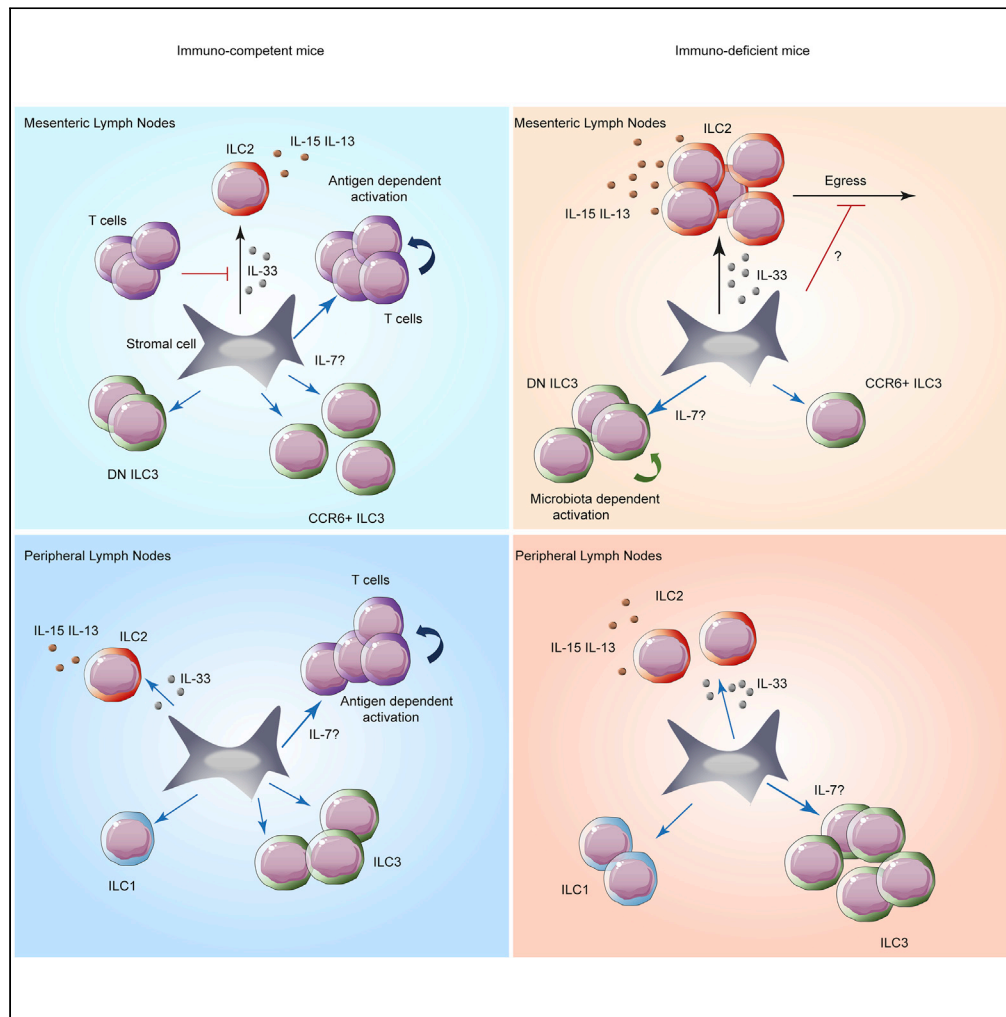 Immuno-competent mice
Immuno-deficient mice
Mesenteric Lymph Nodes
ILC2
IL-15 IL-13
Antigen dependent
activation
T cells
IL-33
T cells
Stromal cell
IL-7?
DN ILC3
CCR6+ ILC3
Mesenteric Lymph Nodes
ILC2
Egress
IL-15 IL-13
?
IL-33
DN ILC3
CCR6+ ILC3
IL-7?
Microbiota dependent
activation
Peripheral Lymph Nodes
T cells
IL-15 IL-13
ILC2
IL-33
Antigen dependent
activation
IL-7?
ILC3
ILC1
Peripheral Lymph Nodes
ILC2
IL-15 IL-13
IL-33
IL-7?
ILC1
ILC3